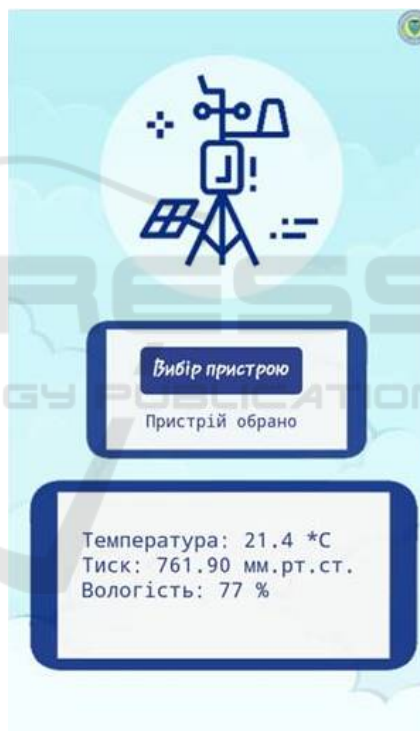 Вибір пристрою
Пристрій обрано
Температура: 21.4 *C
Тиск: 761.90 мм.рт.ст.
Вологість: 77 %